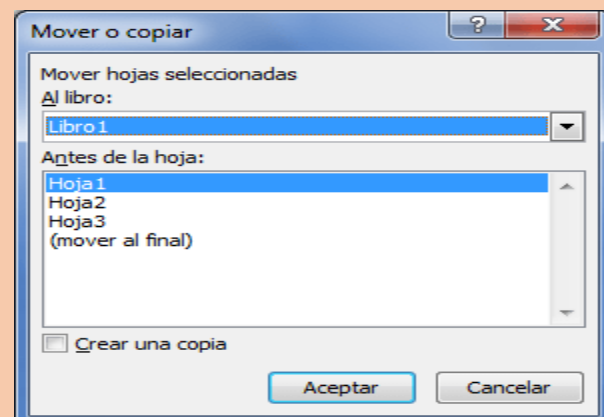 Mover o copiar
Mover hojas seleccionadas
Al libro:
Libro1
Antes de la hoja:
Hoja1
Hoja2
Hoja3
(mover al final)
Crear una copia
Aceptar Cancelar